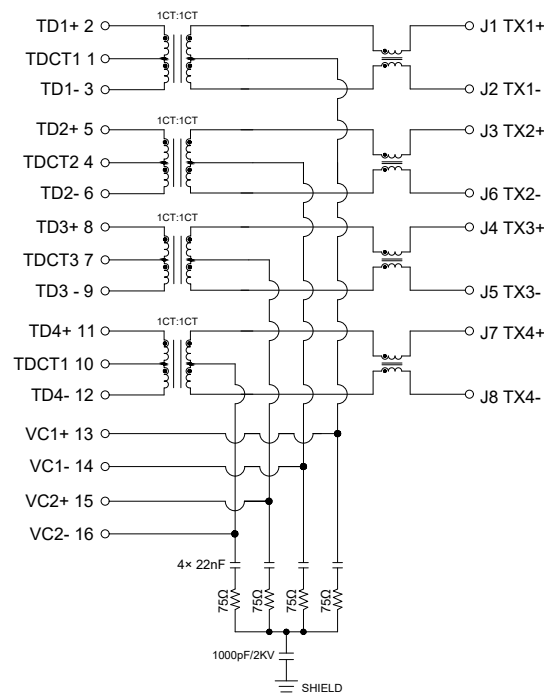 1CT:1CT
TD1+ 2
J1 TX1+
TDCT1 1
TD1- 3
J2 TX1-
1CT:1CT
TD2+ 5
J3 TX2+
TDCT2 4
TD2- 6
J6 TX2-
1CT:1CT
TD3+ 8
J4 TX3+
TDCT3 7
TD3 - 9
J5 TX3-
1CT:1CT
TD4+ 11
J7 TX4+
TDCT1 10
TD4- 12
J8 TX4-
VC1+ 13
VC1- 14
VC2+ 15
VC2- 16
4× 22nF
75Ω
75Ω
75Ω
75Ω
1000pF/2KV
SHIELD